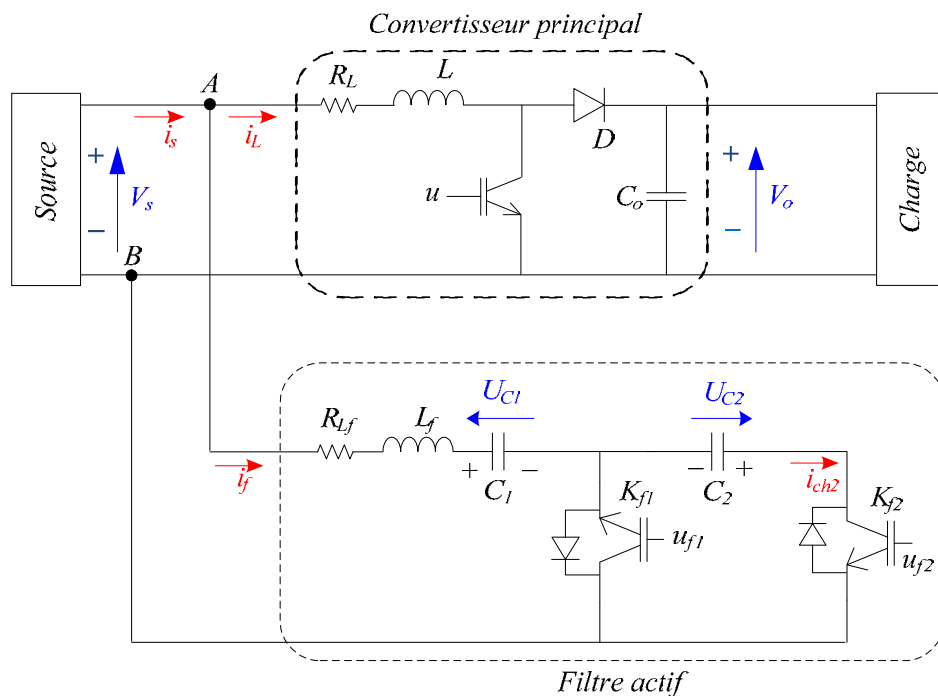 Convertisseur principal
R_L
L
A
i_s
i_L
Source
+
V_s
−
B
u
D
C_o
+
V_o
−
Charge
U_C1
U_C2
R_Lf
L_f
i_f
+
−
C_1
−
+
C_2
i_ch2
K_f1
u_f1
K_f2
u_f2
Filtre actif